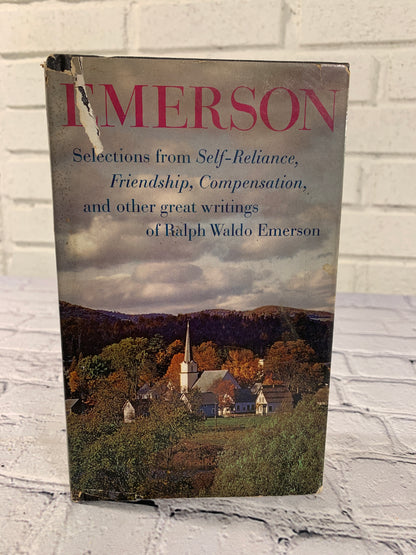 EMERSON
Selections from Self-Reliance,
Friendship, Compensation,
and other great writings
of Ralph Waldo Emerson